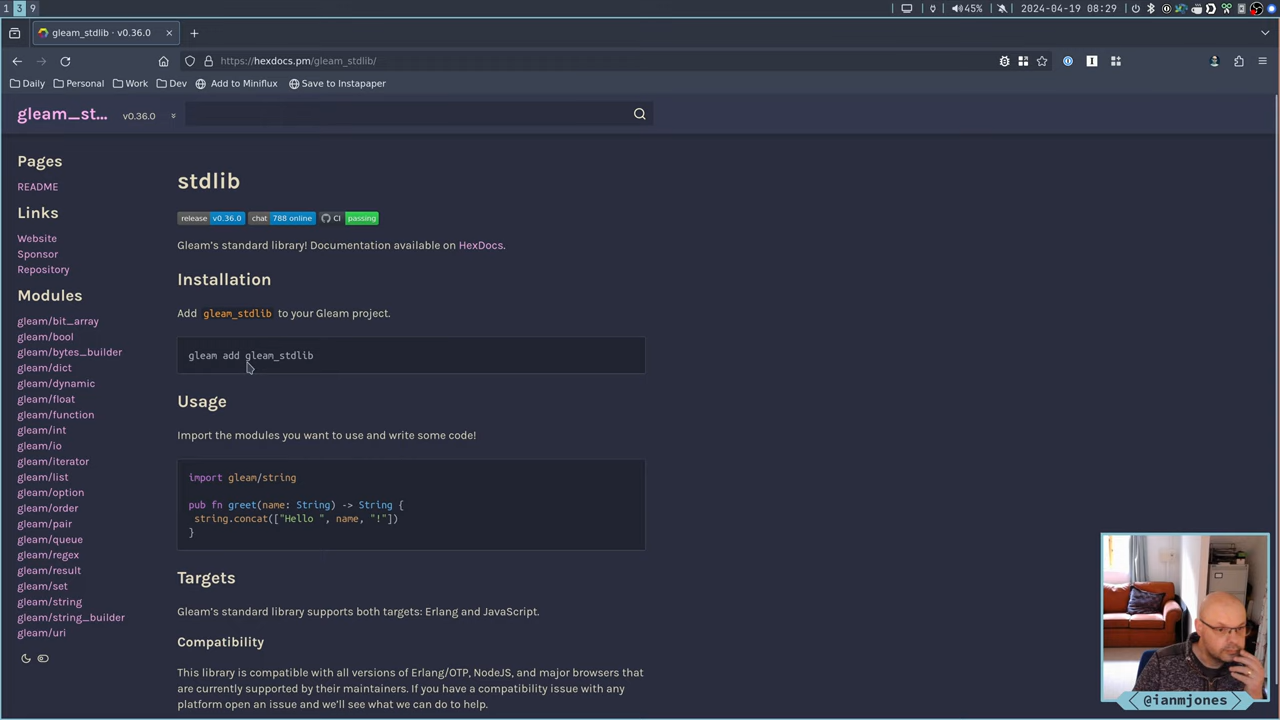 1 3 9
45%
2024-04-19 08:29
gleam_stdlib · v0.36.0
https://hexdocs.pm/gleam_stdlib/
Daily Personal Work Dev Add to Miniflux Save to Instapaper
gleam_st... v0.36.0
Pages
README
Links
Website
Sponsor
Repository
Modules
gleam/bit_array
gleam/bool
gleam/bytes_builder
gleam/dict
gleam/dynamic
gleam/float
gleam/function
gleam/int
gleam/io
gleam/iterator
gleam/list
gleam/option
gleam/order
gleam/pair
gleam/queue
gleam/regex
gleam/result
gleam/set
gleam/string
gleam/string_builder
gleam/uri
stdlib
release v0.36.0 chat 788 online CI passing
Gleam's standard library! Documentation available on HexDocs.
Installation
Add gleam_stdlib to your Gleam project.
gleam add gleam_stdlib
Usage
Import the modules you want to use and write some code!
import gleam/string
pub fn greet(name: String) -> String {
string.concat(["Hello ", name, "!"])
}
Targets
Gleam's standard library supports both targets: Erlang and JavaScript.
Compatibility
This library is compatible with all versions of Erlang/OTP, NodeJS, and major browsers that
are currently supported by their maintainers. If you have a compatibility issue with any
platform open an issue and we'll see what we can do to help.
@ianmjones